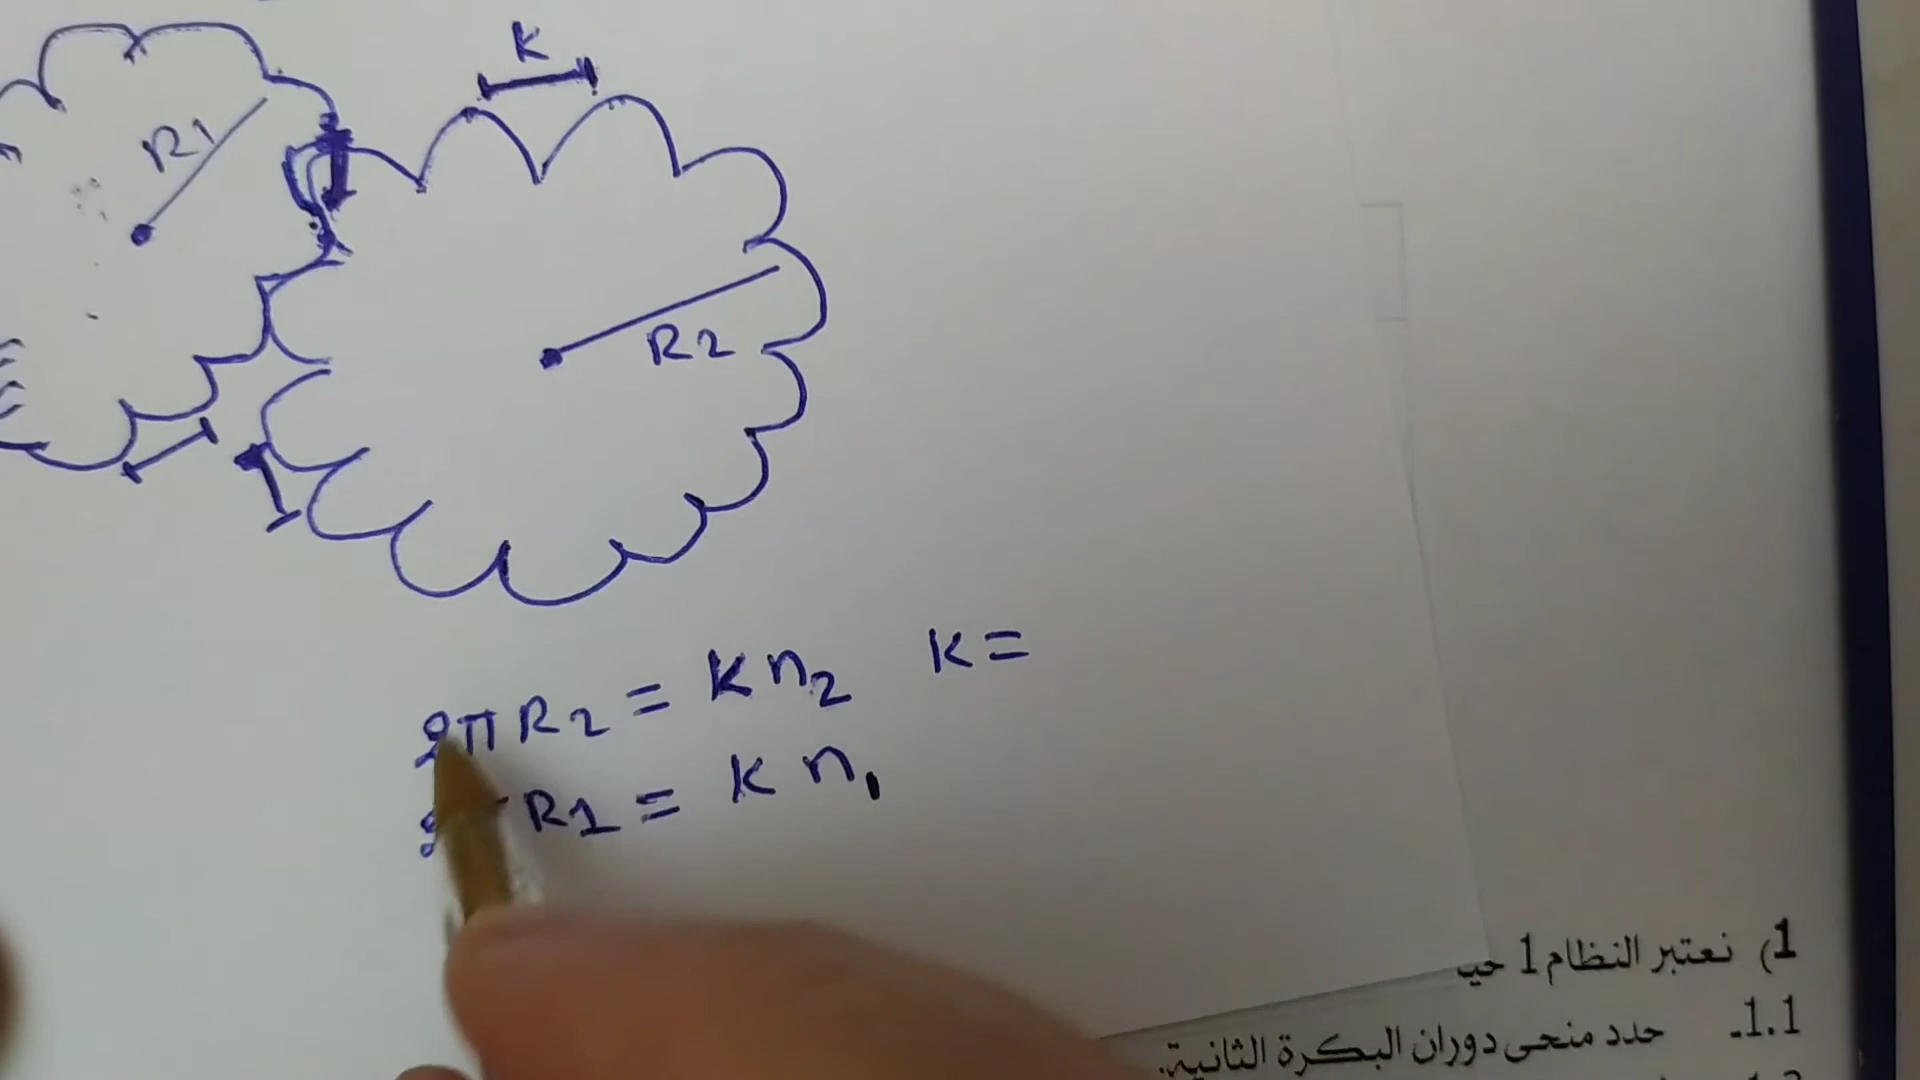 K
R1
R2
2πR2 = K n2 K =
R1 = K n1
1) نعتبر النظام 1
1.1- حدد منحى دوران البكرة الثانية.